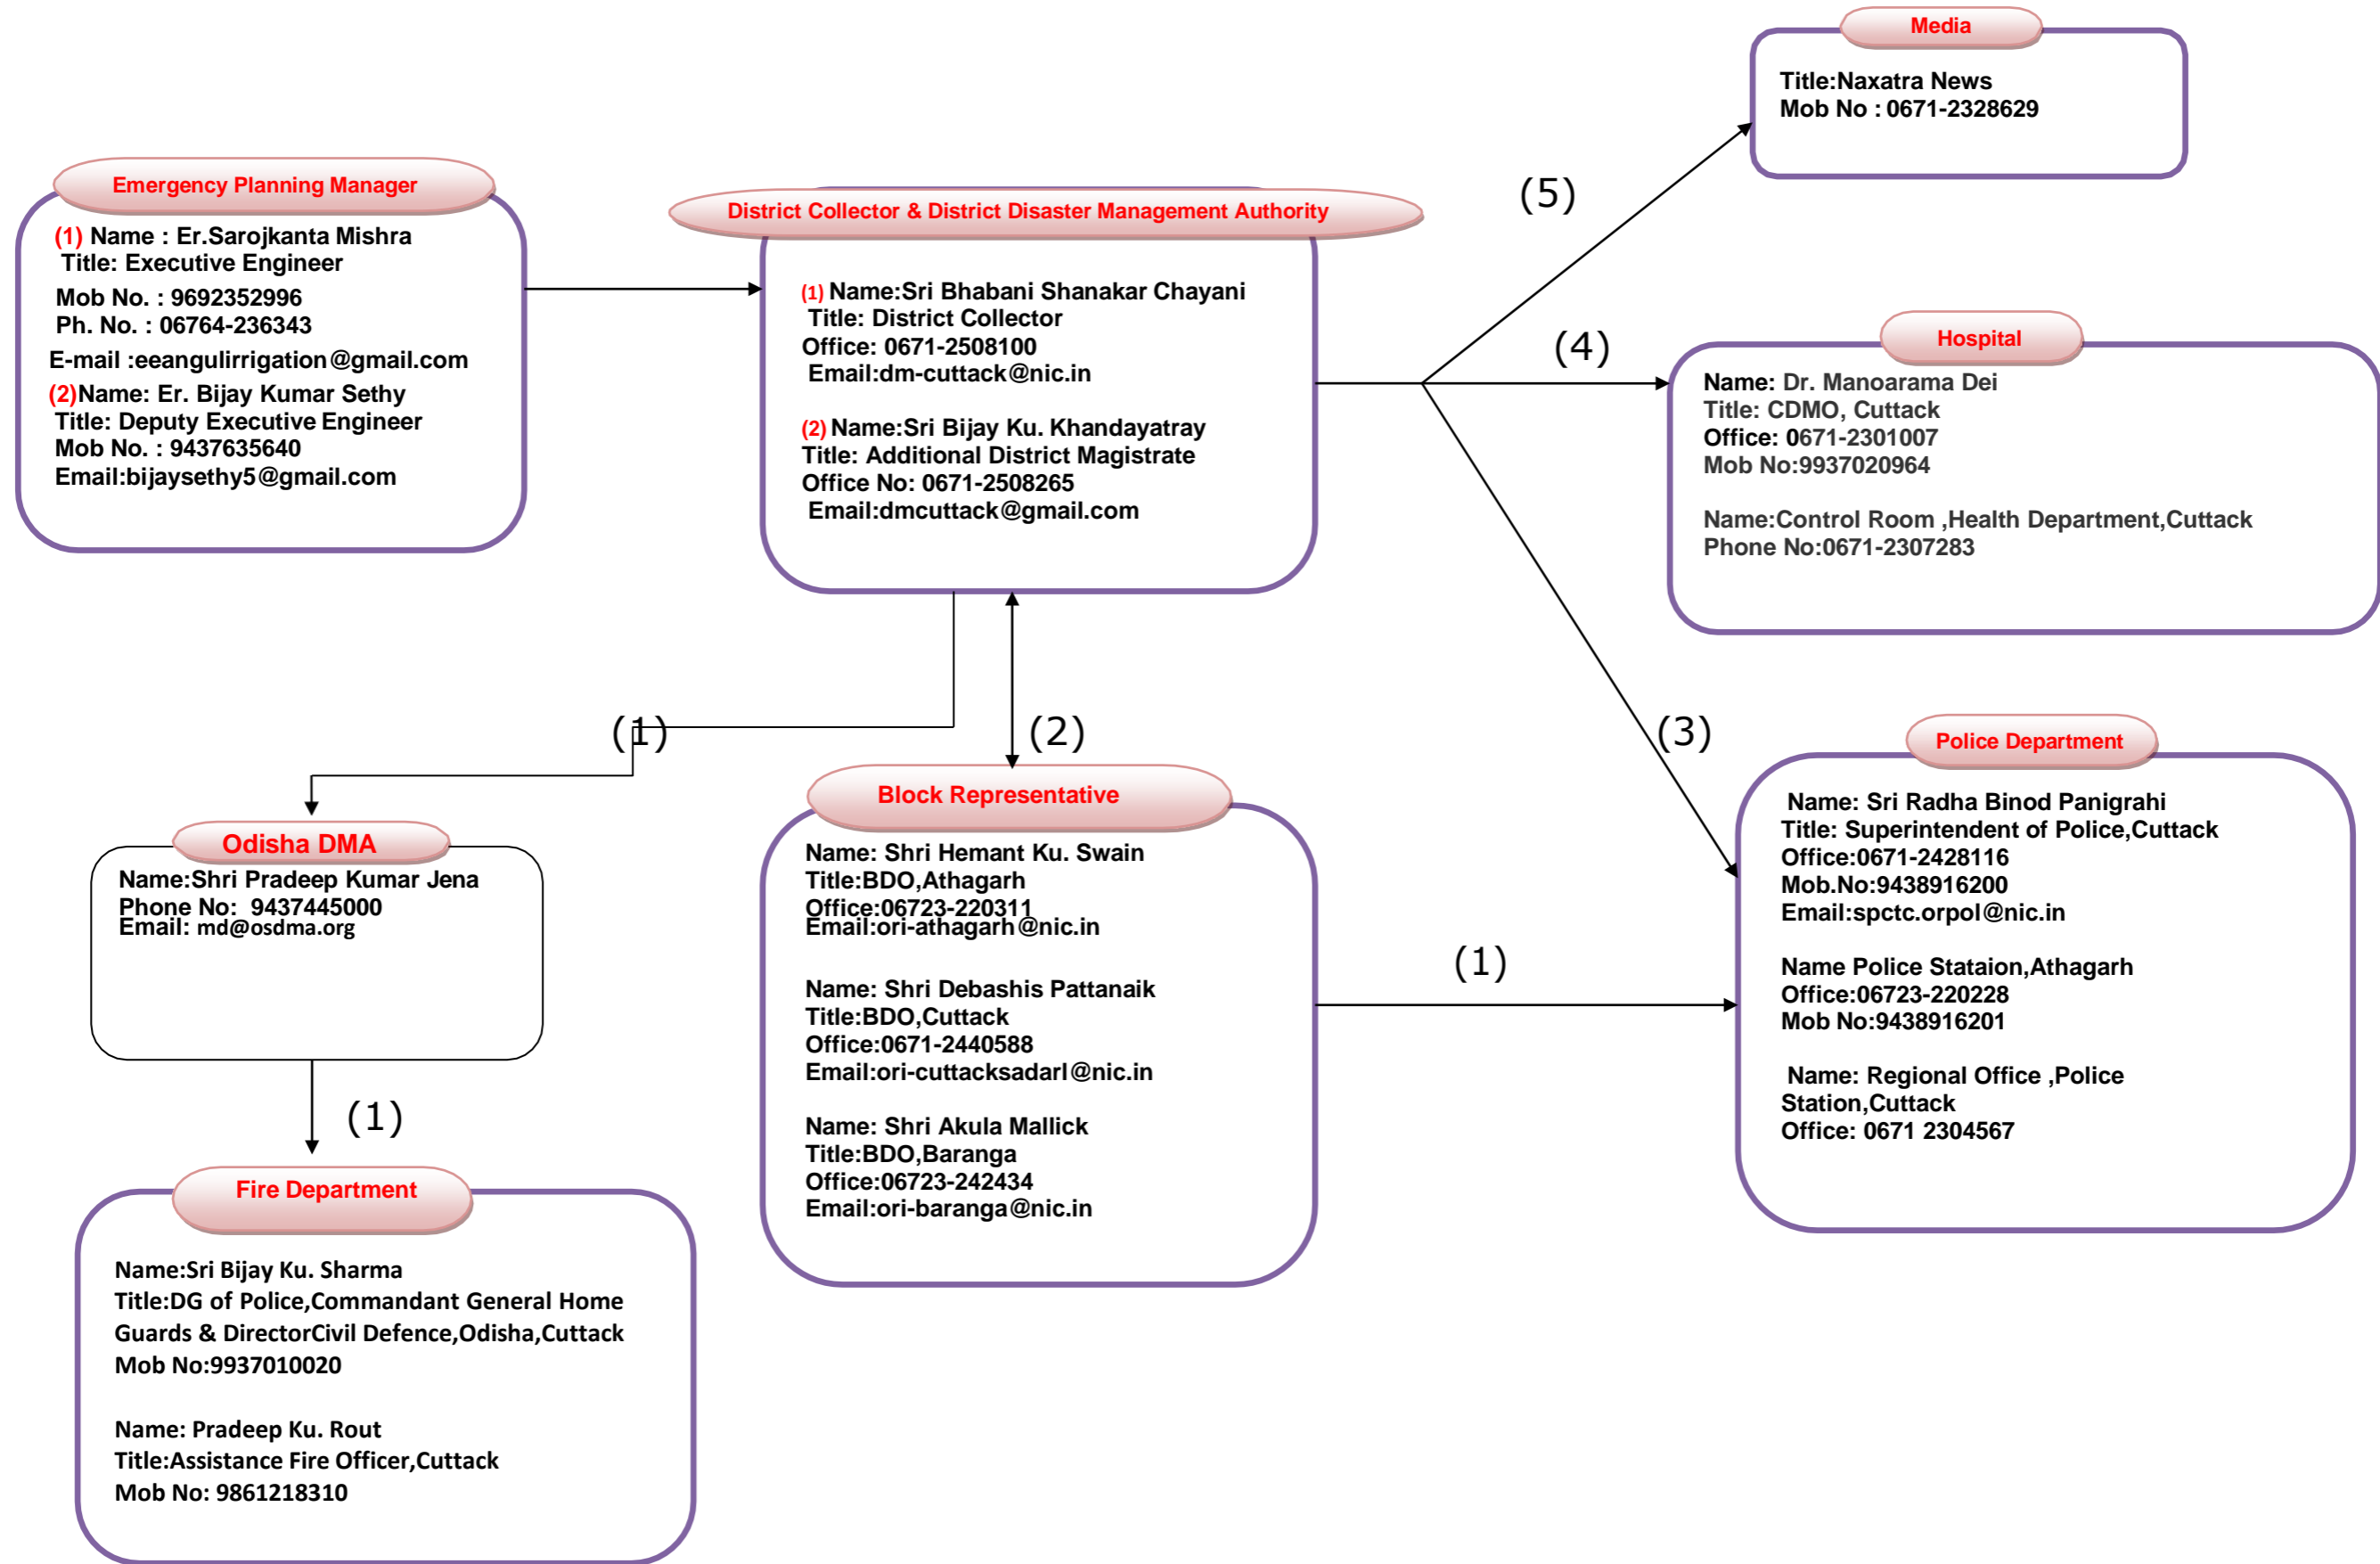 Media
Title:Naxatra News
Mob No : 0671-2328629
Emergency Planning Manager
(1) Name : Er.Sarojkanta Mishra
Title: Executive Engineer
Mob No. : 9692352996
Ph. No. : 06764-236343
E-mail :eeangulirrigation@gmail.com
(2)Name: Er. Bijay Kumar Sethy
Title: Deputy Executive Engineer
Mob No. : 9437635640
Email:bijaysethy5@gmail.com
District Collector & District Disaster Management Authority
(1) Name:Sri Bhabani Shanakar Chayani
Title: District Collector
Office: 0671-2508100
Email:dm-cuttack@nic.in
(2) Name:Sri Bijay Ku. Khandayatray
Title: Additional District Magistrate
Office No: 0671-2508265
Email:dmcuttack@gmail.com
(5)
(4)
Hospital
Name: Dr. Manoarama Dei
Title: CDMO, Cuttack
Office: 0671-2301007
Mob No:9937020964
Name:Control Room ,Health Department,Cuttack
Phone No:0671-2307283
(1)
(2)
(3)
Police Department
Name: Sri Radha Binod Panigrahi
Title: Superintendent of Police,Cuttack
Office:0671-2428116
Mob.No:9438916200
Email:spctc.orpol@nic.in
Name Police Stataion,Athagarh
Office:06723-220228
Mob No:9438916201
Name: Regional Office ,Police
Station,Cuttack
Office: 0671 2304567
Block Representative
Name: Shri Hemant Ku. Swain
Title:BDO,Athagarh
Office:06723-220311
Email:ori-athagarh@nic.in
Name: Shri Debashis Pattanaik
Title:BDO,Cuttack
Office:0671-2440588
Email:ori-cuttacksadarl@nic.in
Name: Shri Akula Mallick
Title:BDO,Baranga
Office:06723-242434
Email:ori-baranga@nic.in
(1)
Odisha DMA
Name:Shri Pradeep Kumar Jena
Phone No: 9437445000
Email: md@osdma.org
(1)
Fire Department
Name:Sri Bijay Ku. Sharma
Title:DG of Police,Commandant General Home
Guards & DirectorCivil Defence,Odisha,Cuttack
Mob No:9937010020
Name: Pradeep Ku. Rout
Title:Assistance Fire Officer,Cuttack
Mob No: 9861218310